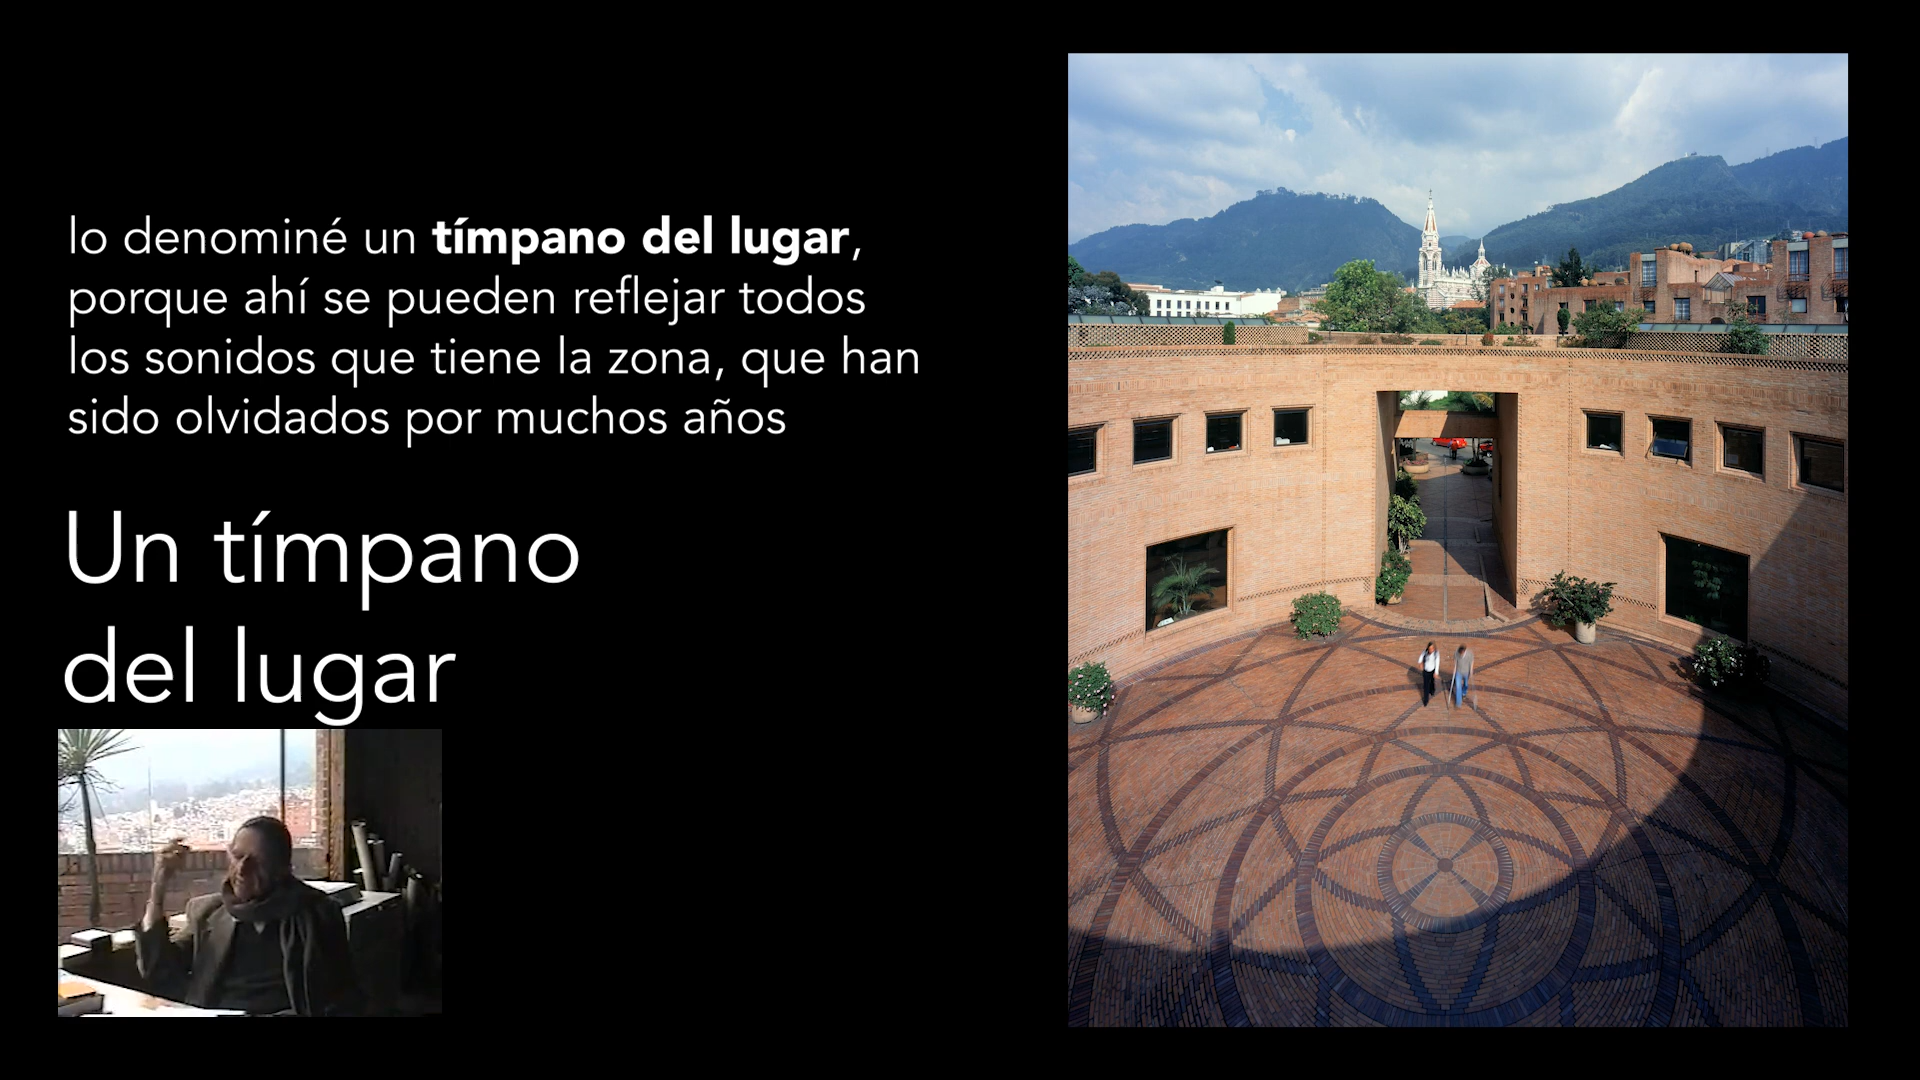 lo denominé un tímpano del lugar,
porque ahí se pueden reflejar todos
los sonidos que tiene la zona, que han
sido olvidados por muchos años
Un tímpano
del lugar